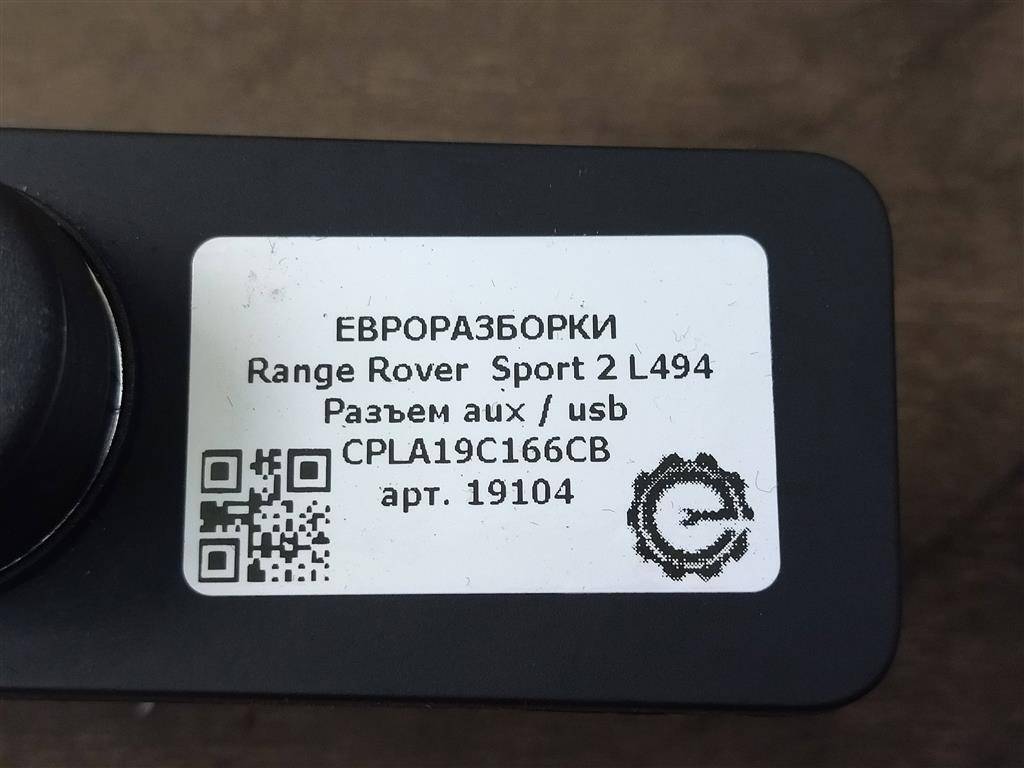 ЕВРОРАЗБОРКИ
Range Rover Sport 2 L494
Разъем aux / usb
CPLA19C166CB
арт. 19104